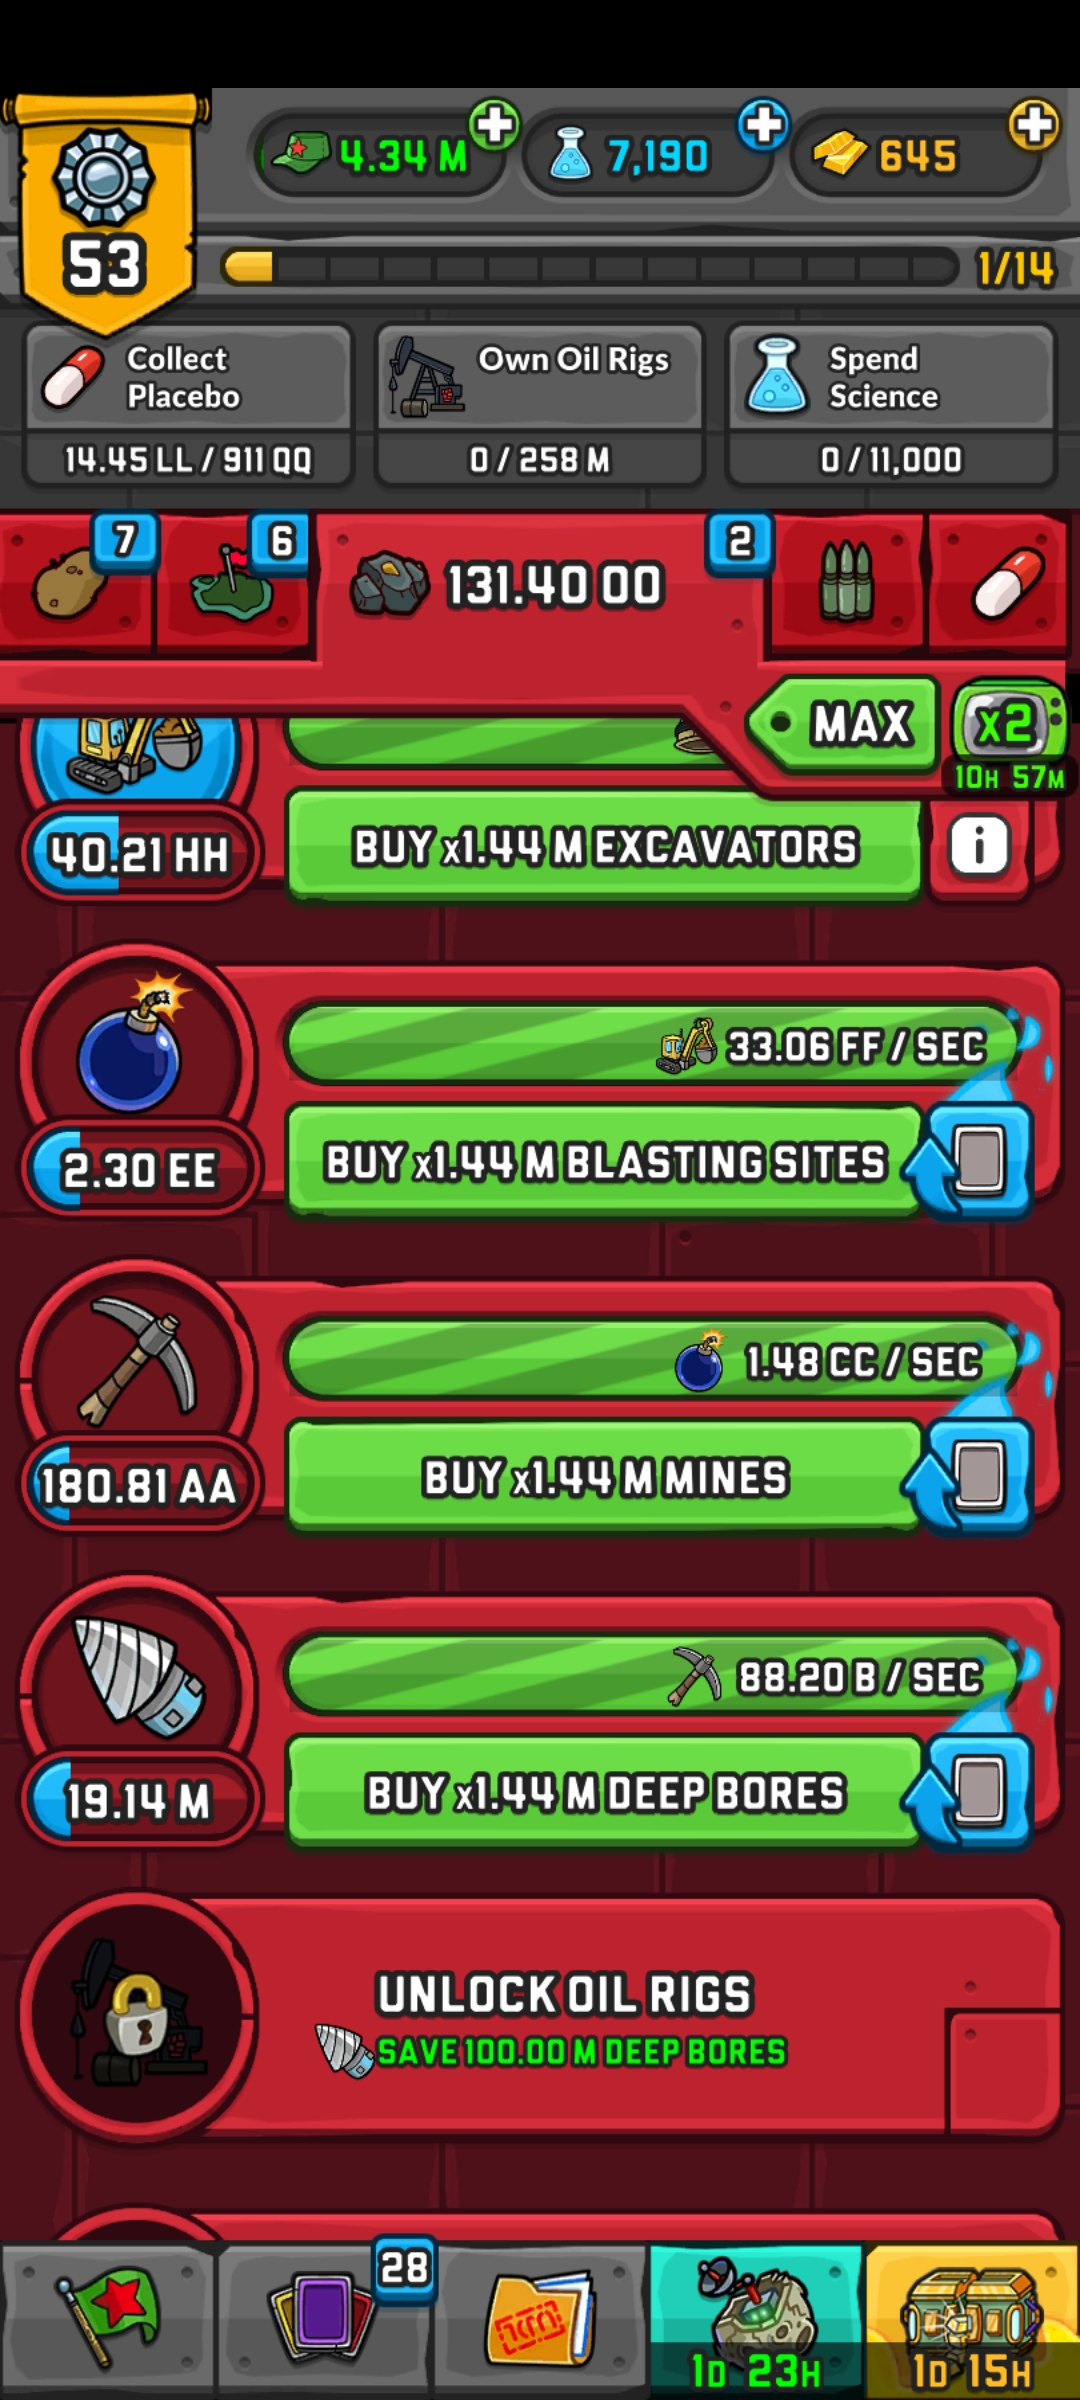 4.34 M
7,190
645
53
1/14
Collect
Placebo
14.45 LL / 911 QQ
Own Oil Rigs
0 / 258 M
Spend
Science
0 / 11,000
7
6
131.40 OO
2
MAX
X2
10H 57M
40.21 HH
BUY x1.44 M EXCAVATORS
i
33.06 FF / SEC
2.30 EE
BUY x1.44 M BLASTING SITES
1.48 CC / SEC
180.81 AA
BUY x1.44 M MINES
88.20 B / SEC
19.14 M
BUY x1.44 M DEEP BORES
UNLOCK OIL RIGS
SAVE 100.00 M DEEP BORES
28
1D 23H
1D 15H